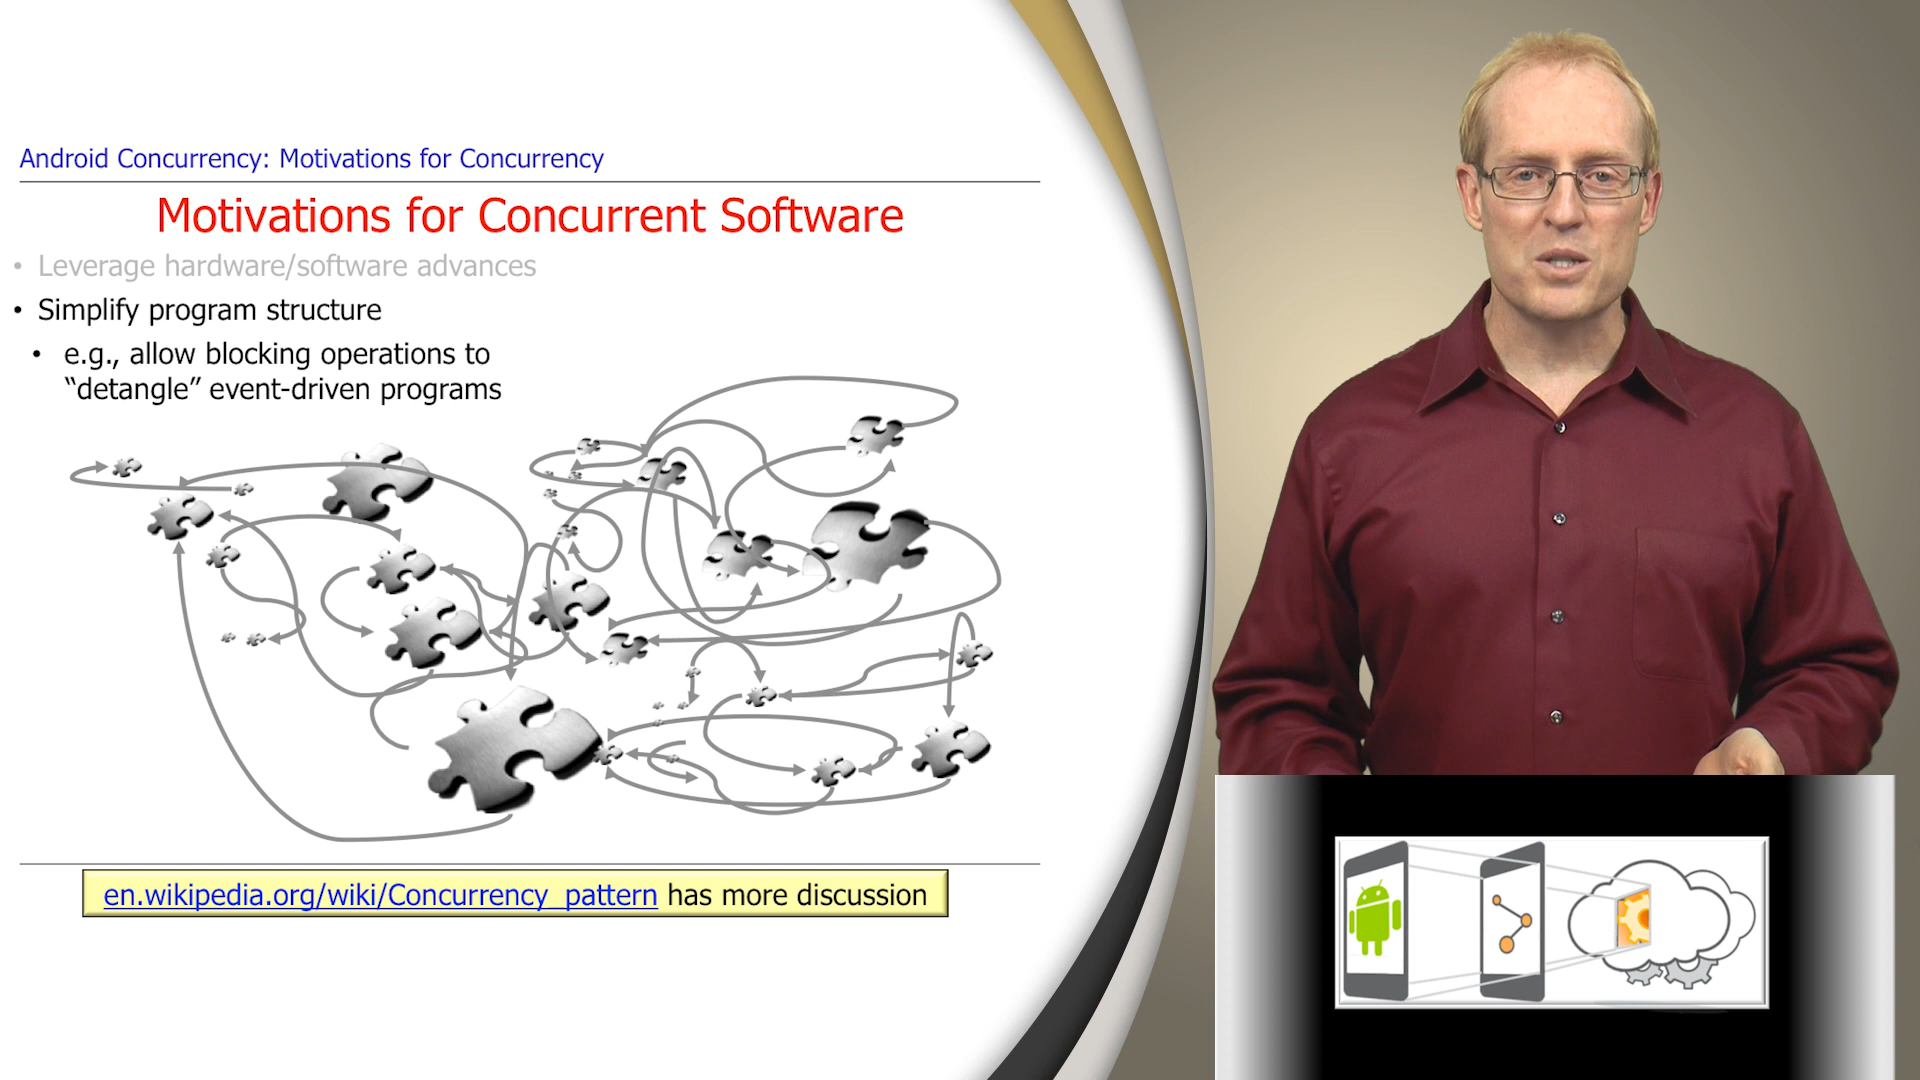 Android Concurrency: Motivations for Concurrency
Motivations for Concurrent Software
• Leverage hardware/software advances
• Simplify program structure
• e.g., allow blocking operations to
“detangle” event-driven programs
en.wikipedia.org/wiki/Concurrency_pattern has more discussion